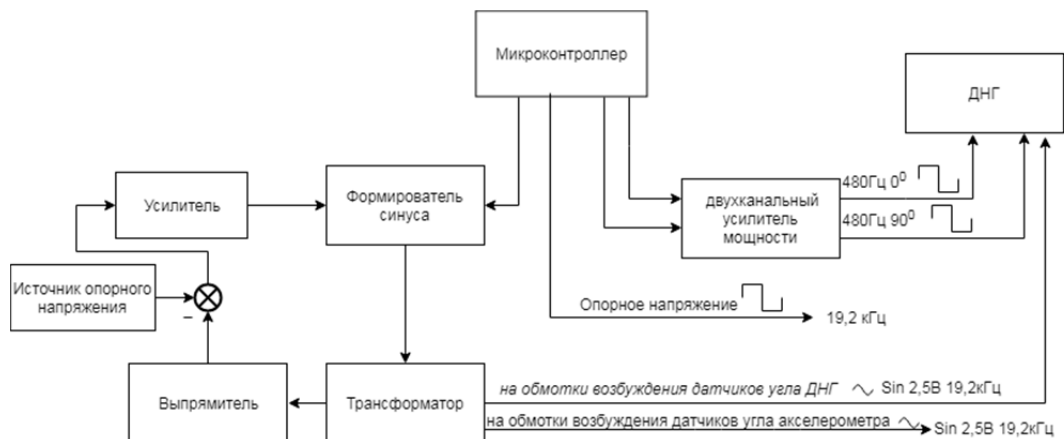 Микроконтроллер
ДНГ
Усилитель
Формирователь
синуса
двухканальный
усилитель
мощности
480Гц 0⁰
480Гц 90⁰
Источник опорного
напряжения
–
Опорное напряжение
19,2 кГц
Выпрямитель
Трансформатор
на обмотки возбуждения датчиков угла ДНГ Sin 2,5В 19,2кГц
на обмотки возбуждения датчиков угла акселерометра Sin 2,5В 19,2кГц